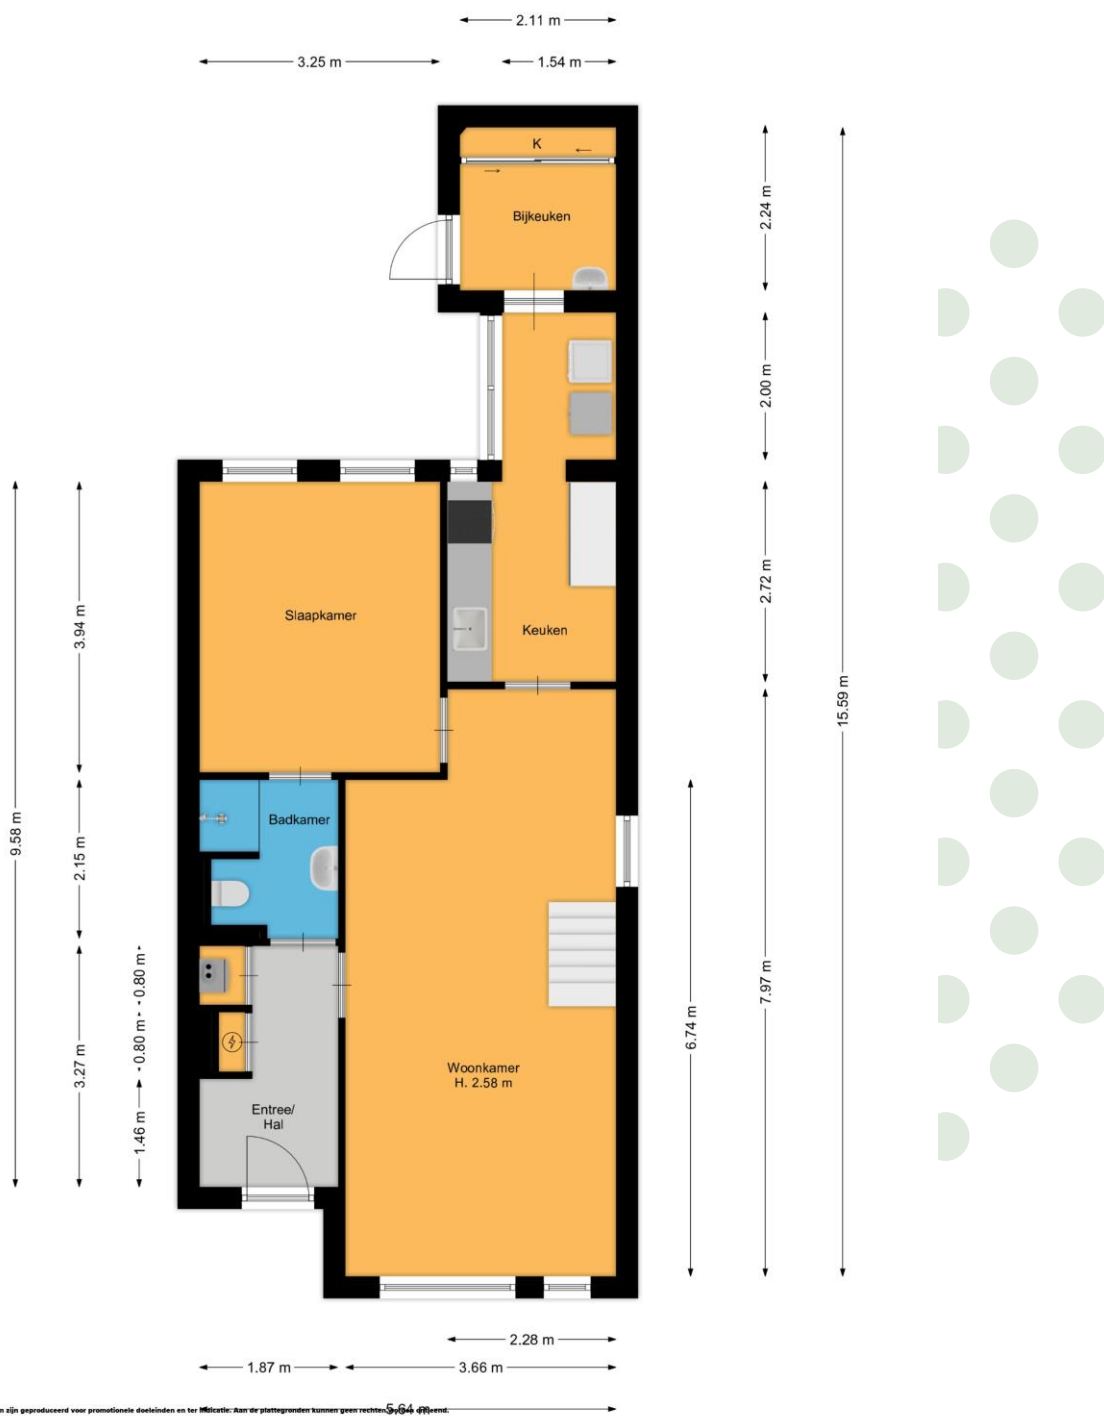 2.11 m
3.25 m
1.54 m
K
Bijkeuken
2.24 m
2.00 m
Slaapkamer
Keuken
2.72 m
3.94 m
15.59 m
9.58 m
Badkamer
2.15 m
7.97 m
6.74 m
0.80 m
0.80 m
3.27 m
1.46 m
Woonkamer
H. 2.58 m
Entree/
Hal
2.28 m
1.87 m
3.66 m
5.64 m
n zijn geproduceerd voor promotionele doeleinden en ter indicatie. Aan de plattegronden kunnen geen rechten worden ontleend.